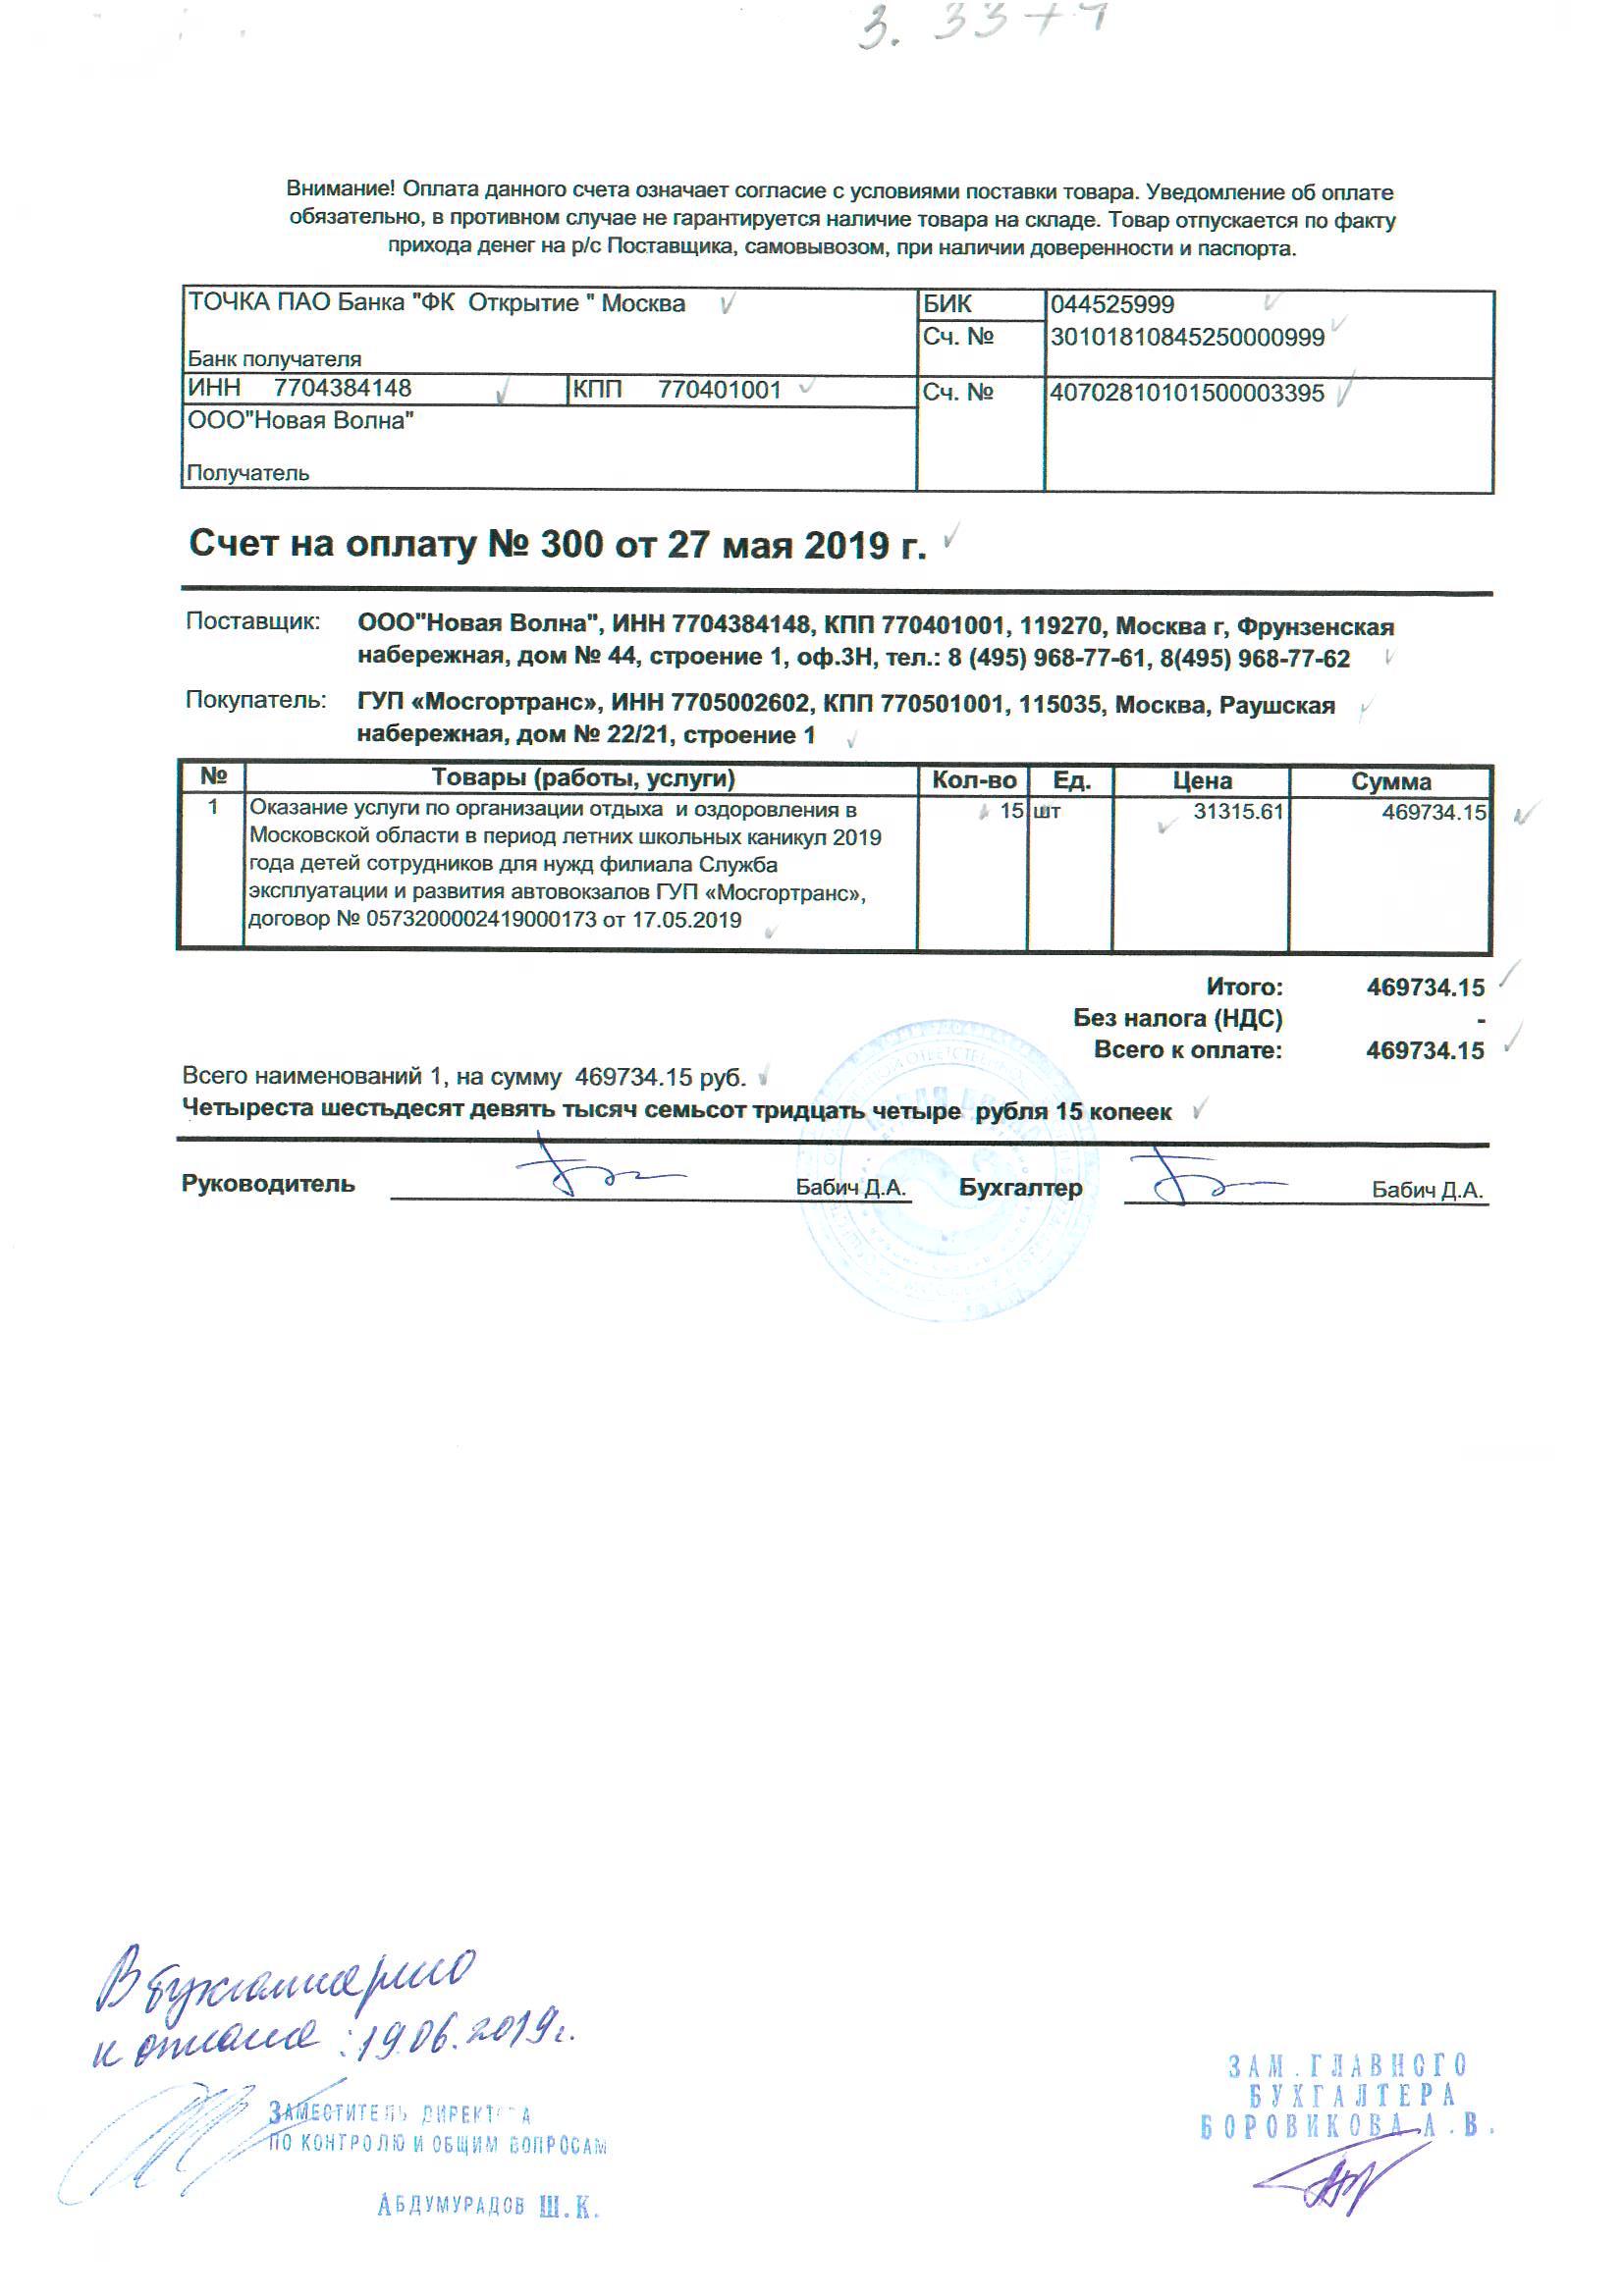 З. 3374
Внимание! Оплата данного счета означает согласие с условиями поставки товара. Уведомление об оплате
обязательно, в противном случае не гарантируется наличие товара на складе. Товар отпускается по факту
прихода денег на р/с Поставщика, самовывозом, при наличии доверенности и паспорта.
ТОЧКА ПАО Банка "ФК Открытие " Москва
БИК 044525999
Сч. № 30101810845250000999
Банк получателя
ИНН 7704384148 КПП 770401001 Сч. № 40702810101500003395
ООО"Новая Волна"
Получатель
Счет на оплату № 300 от 27 мая 2019 г.
Поставщик: ООО"Новая Волна", ИНН 7704384148, КПП 770401001, 119270, Москва г, Фрунзенская
набережная, дом № 44, строение 1, оф.3Н, тел.: 8 (495) 968-77-61, 8(495) 968-77-62
Покупатель: ГУП «Мосгортранс», ИНН 7705002602, КПП 770501001, 115035, Москва, Раушская
набережная, дом № 22/21, строение 1
№ Товары (работы, услуги) Кол-во Ед. Цена Сумма
1 Оказание услуги по организации отдыха и оздоровления в 15 шт 31315.61 469734.15
Московской области в период летних школьных каникул 2019
года детей сотрудников для нужд филиала Служба
эксплуатации и развития автовокзалов ГУП «Мосгортранс»,
договор № 0573200002419000173 от 17.05.2019
Итого: 469734.15
Без налога (НДС) -
Всего к оплате: 469734.15
Всего наименований 1, на сумму 469734.15 руб.
Четыреста шестьдесят девять тысяч семьсот тридцать четыре рубля 15 копеек
Руководитель Бабич Д.А. Бухгалтер Бабич Д.А.
В бухгалтерию
к оплате : 19.06.2019г.
ЗАМЕСТИТЕЛЬ ДИРЕКТОРА
ПО КОНТРОЛЮ И ОБЩИМ ВОПРОСАМ
АБДУМУРАДОВ Ш.К.
ЗАМ.ГЛАВНОГО
БУХГАЛТЕРА
БОРОВИКОВА А.В.